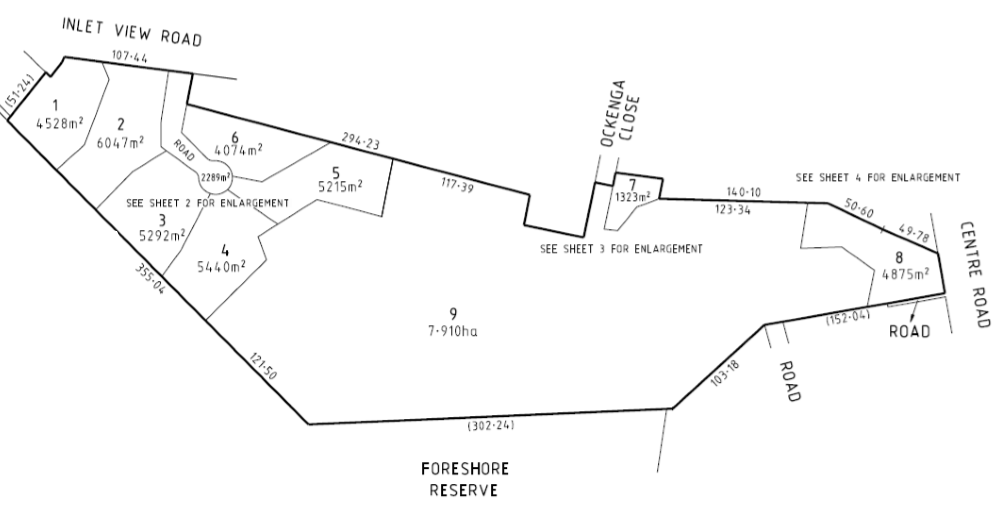 INLET VIEW ROAD
107·44
(51·24)
1
4528m²
2
6047m²
ROAD
6
4074m²
294·23
2289m²
5
5215m²
117·39
OCKENGA
CLOSE
7
1323m²
140·10
123·34
SEE SHEET 4 FOR ENLARGEMENT
50·60
49·78
SEE SHEET 2 FOR ENLARGEMENT
3
5292m²
4
5440m²
SEE SHEET 3 FOR ENLARGEMENT
8
4875m²
CENTRE ROAD
355·04
9
7·910ha
(152·04)
ROAD
121·50
103·18
ROAD
(302·24)
FORESHORE
RESERVE